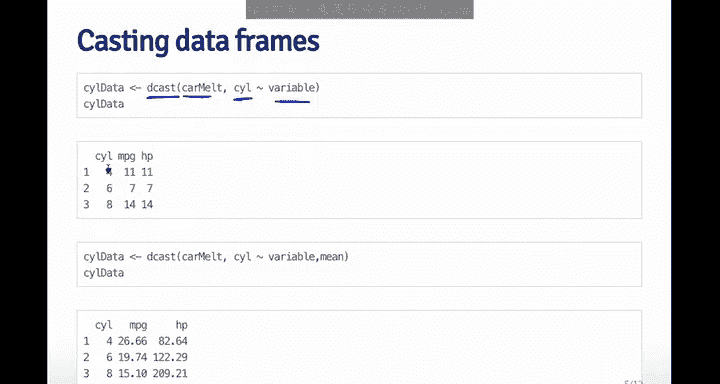 Casting data frames
cylData <- dcast(carMelt, cyl ~ variable)
cylData
cyl mpg hp
1 11 11
2 6 7 7
3 8 14 14
cylData <- dcast(carMelt, cyl ~ variable,mean)
cylData
cyl mpg hp
1 4 26.66 82.64
2 6 19.74 122.29
3 8 15.10 209.21